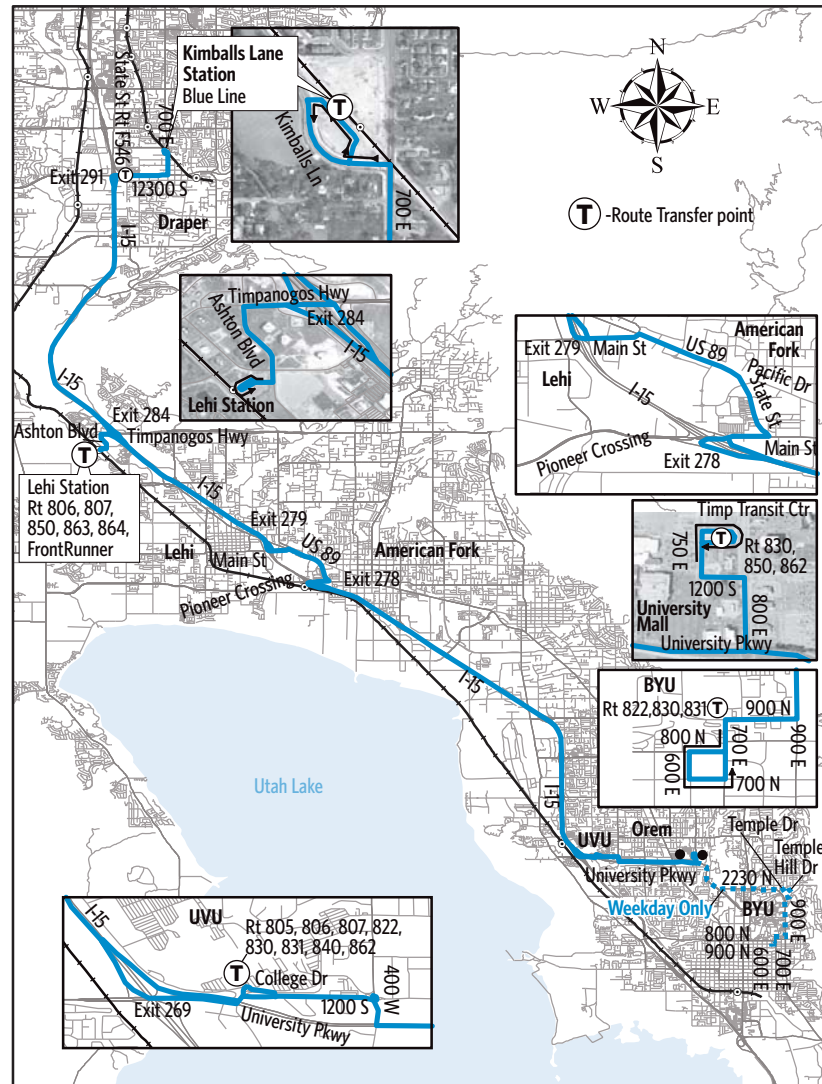 Kimballs Lane
Station
Blue Line
State St Rt F546
700 E
T
Exit 291
12300 S
Draper
I-15
T
Kimballs Ln
700 E
N
W
E
S
T
-Route Transfer point
Timpanogos Hwy
Ashton Blvd
Exit 284
I-15
Lehi Station
American
Fork
Exit 279
Main St
US 89
Pacific Dr
Lehi
I-15
State St
Pioneer Crossing
Main St
Exit 278
I-15
Exit 284
Ashton Blvd
Timpanogos Hwy
T
Lehi Station
Rt 806, 807,
850, 863, 864,
FrontRunner
I-15
Exit 279
Lehi
Main St
US 89
American Fork
Pioneer Crossing
Exit 278
Timp Transit Ctr
T
750 E
Rt 830,
850, 862
1200 S
University
Mall
800 E
University Pkwy
I-15
BYU
Rt 822,830,831
T
900 N
800 N
700 E
900 E
600 E
700 N
Utah Lake
I-15
UVU
Orem
University Pkwy
Temple Dr
Temple
Hill Dr
2230 N
Weekday Only
BYU
900 E
800 N
900 N
600 E
700 E
I-15
UVU
Rt 805, 806, 807, 822,
830, 831, 840, 862
T
College Dr
400 W
1200 S
Exit 269
University Pkwy